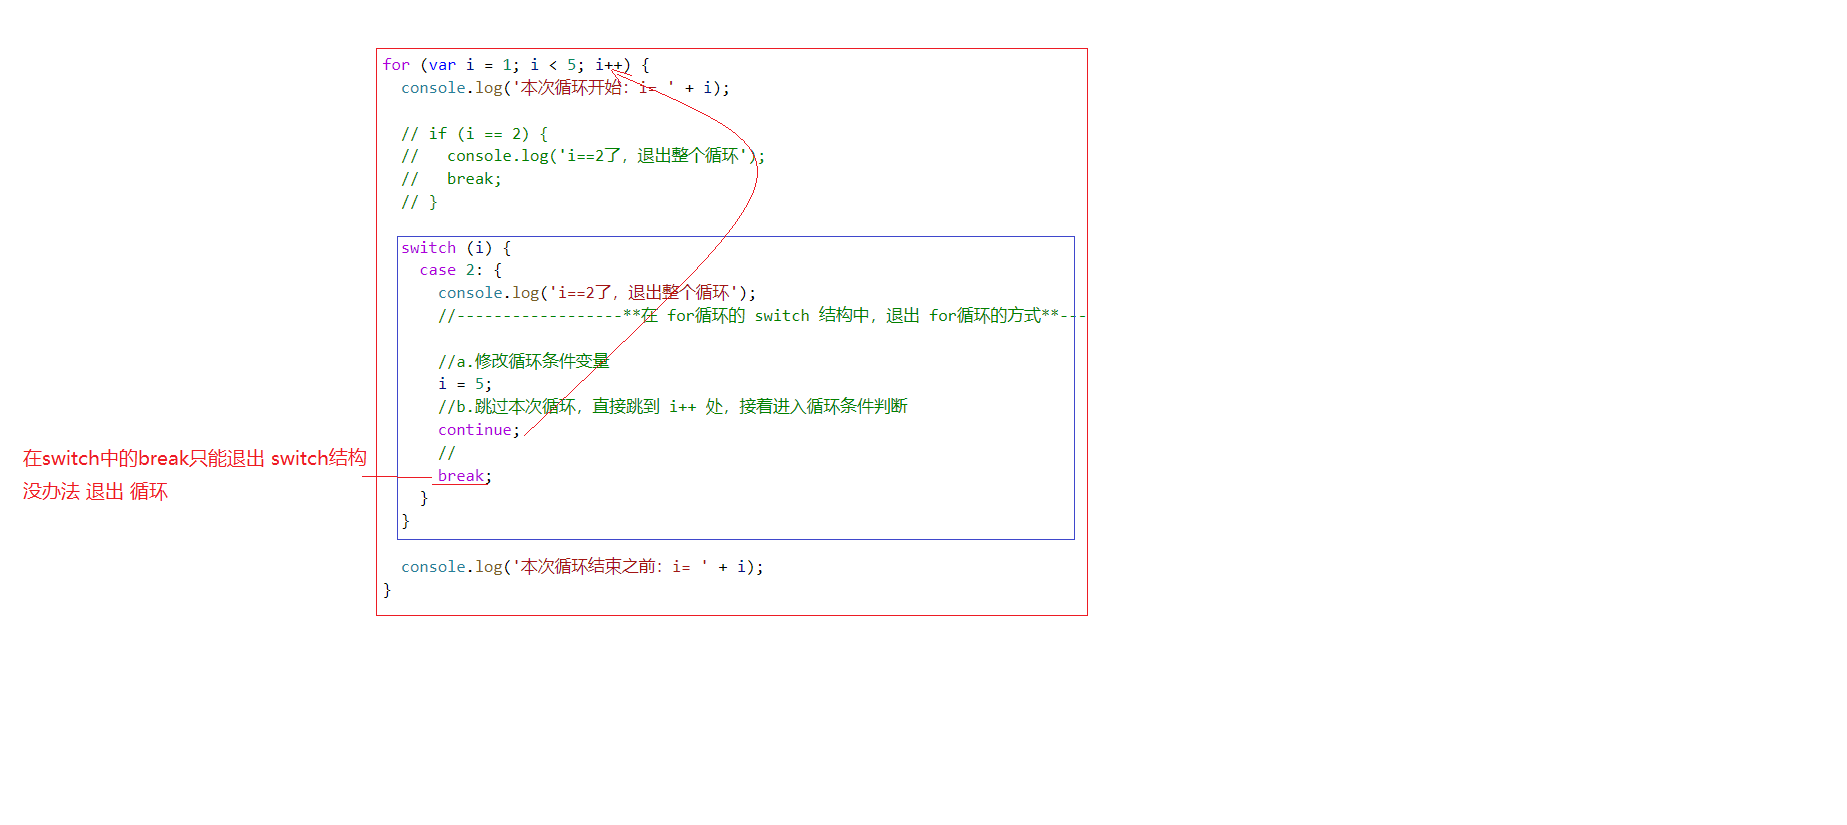 for (var i = 1; i < 5; i++) {
console.log('本次循环开始：i= ' + i);
// if (i == 2) {
//   console.log('i==2了，退出整个循环');
//   break;
// }
switch (i) {
case 2: {
console.log('i==2了，退出整个循环');
//------------------**在 for循环的 switch 结构中，退出 for循环的方式**---
//a.修改循环条件变量
i = 5;
//b.跳过本次循环，直接跳到 i++ 处，接着进入循环条件判断
continue;
//
break;
}
}
console.log('本次循环结束之前：i= ' + i);
}
在switch中的break只能退出 switch结构
没办法 退出 循环